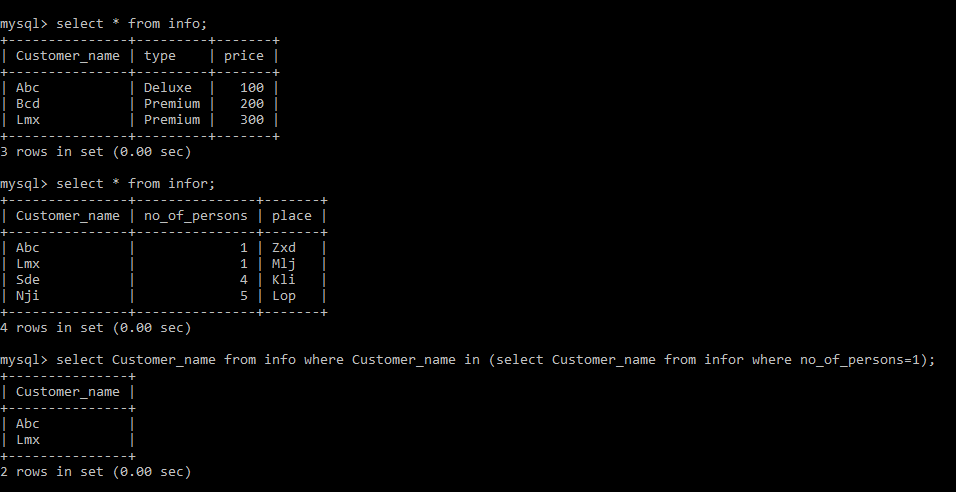 mysql> select * from info;
+---------------+---------+-------+
| Customer_name | type    | price |
+---------------+---------+-------+
| Abc           | Deluxe  |   100 |
| Bcd           | Premium |   200 |
| Lmx           | Premium |   300 |
+---------------+---------+-------+
3 rows in set (0.00 sec)
mysql> select * from infor;
+---------------+---------------+-------+
| Customer_name | no_of_persons | place |
+---------------+---------------+-------+
| Abc           |             1 | Zxd   |
| Lmx           |             1 | Mlj   |
| Sde           |             4 | Kli   |
| Nji           |             5 | Lop   |
+---------------+---------------+-------+
4 rows in set (0.00 sec)
mysql> select Customer_name from info where Customer_name in (select Customer_name from infor where no_of_persons=1);
+---------------+
| Customer_name |
+---------------+
| Abc           |
| Lmx           |
+---------------+
2 rows in set (0.00 sec)